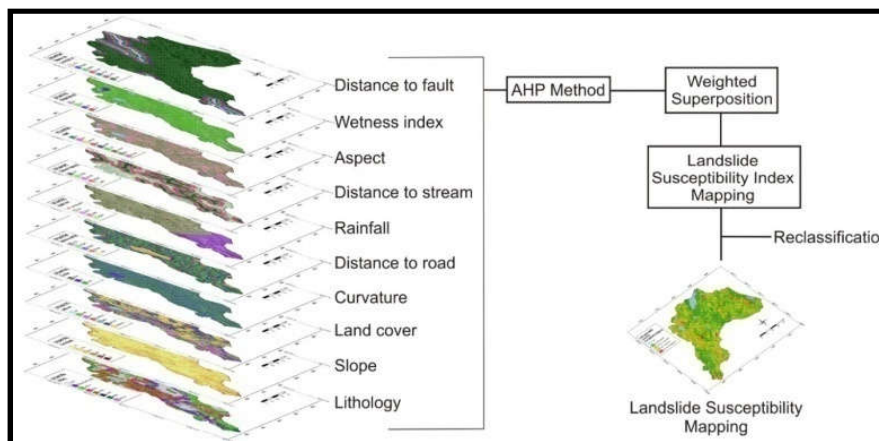 Distance to fault
Wetness index
Aspect
Distance to stream
Rainfall
Distance to road
Curvature
Land cover
Slope
Lithology
AHP Method
Weighted
Superposition
Landslide
Susceptibility Index
Mapping
Reclassification
Landslide Susceptibility
Mapping